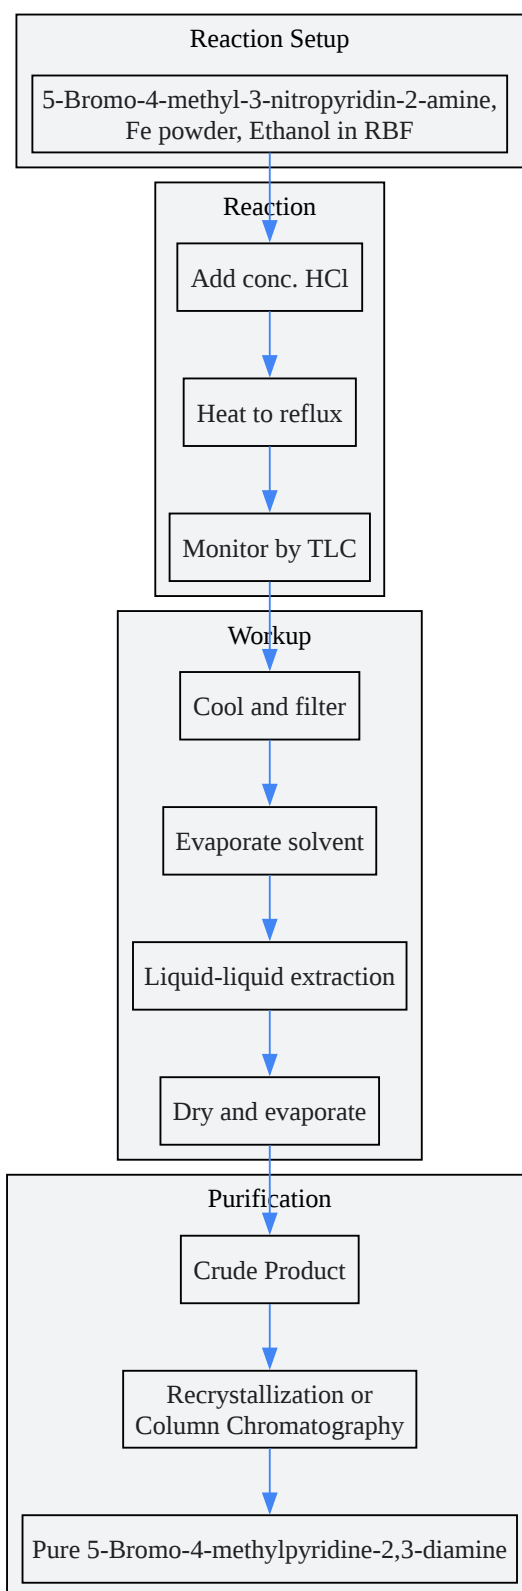 Reaction Setup
5-Bromo-4-methyl-3-nitropyridin-2-amine,
Fe powder, Ethanol in RBF
Reaction
Add conc. HCl
Heat to reflux
Monitor by TLC
Workup
Cool and filter
Evaporate solvent
Liquid-liquid extraction
Dry and evaporate
Purification
Crude Product
Recrystallization or
Column Chromatography
Pure 5-Bromo-4-methylpyridine-2,3-diamine